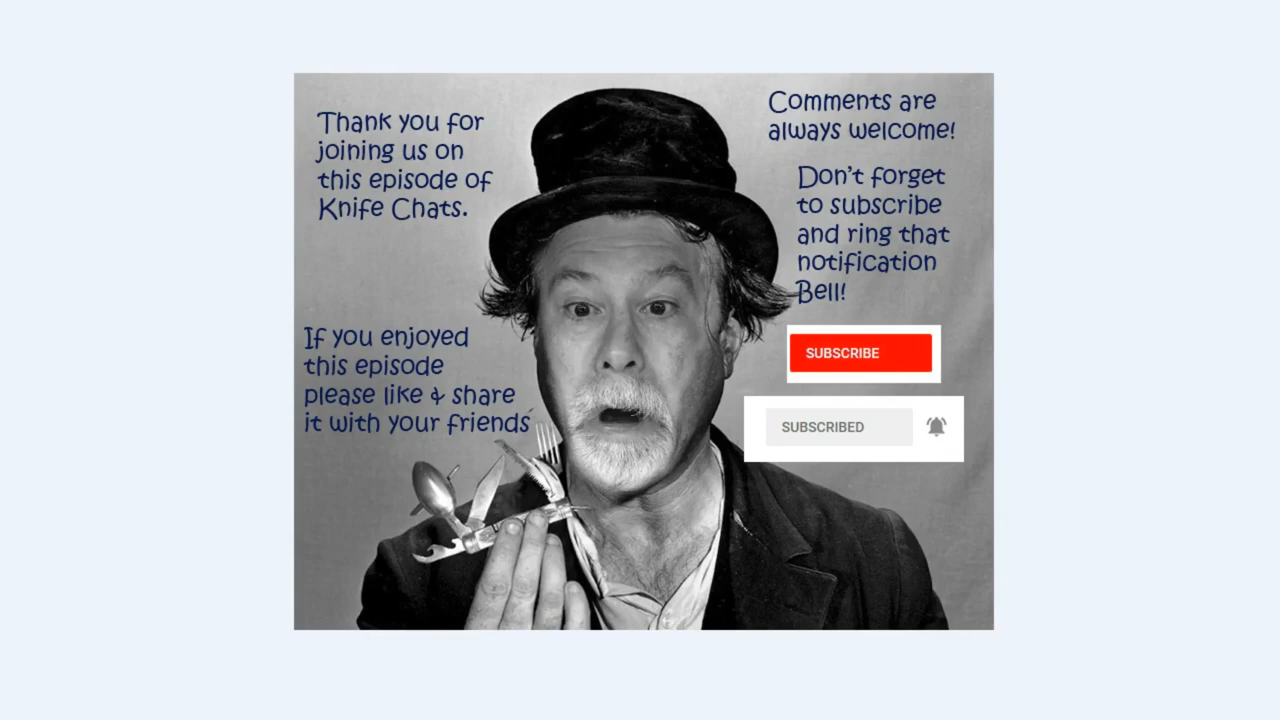 Thank you for
joining us on
this episode of
Knife Chats.
If you enjoyed
this episode
please like & share
it with your friends
Comments are
always welcome!
Don't forget
to subscribe
and ring that
notification
Bell!
SUBSCRIBE
SUBSCRIBED